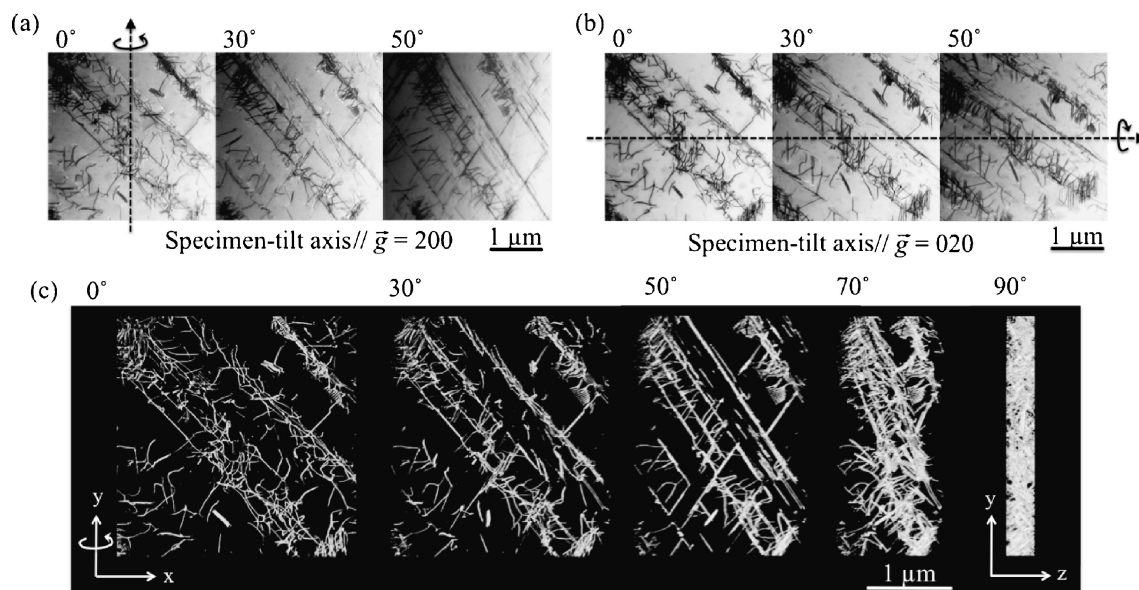 (a)
0° 30° 50°
Specimen-tilt axis// g⃗ = 200 1 µm
(b)
0° 30° 50°
Specimen-tilt axis// g⃗ = 020 1 µm
(c) 0° 30° 50° 70° 90°
y
x
1 µm
y
z